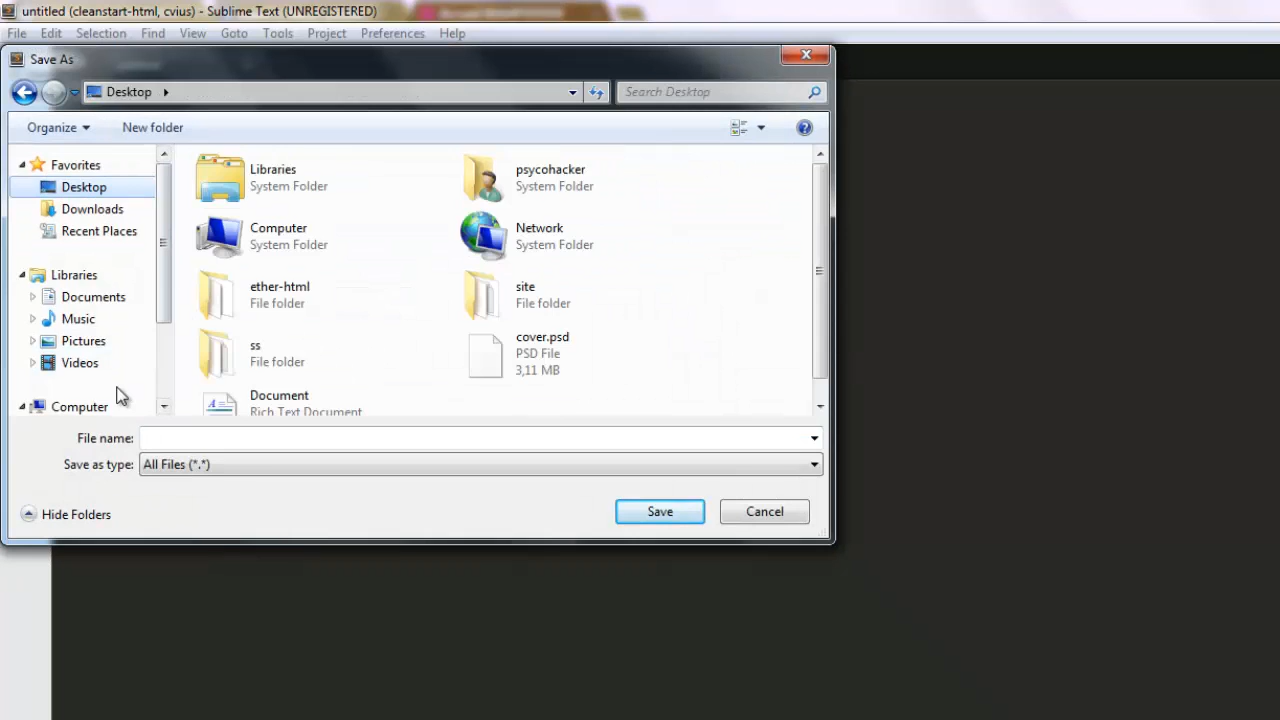 untitled (cleanstart-html, cvius) - Sublime Text (UNREGISTERED)
File Edit Selection Find View Goto Tools Project Preferences Help
Save As
Desktop
Search Desktop
Organize New folder
Favorites
Desktop
Downloads
Recent Places
Libraries
Documents
Music
Pictures
Videos
Computer
Libraries
System Folder
psycohacker
System Folder
Computer
System Folder
Network
System Folder
ether-html
File folder
site
File folder
ss
File folder
cover.psd
PSD File
3,11 MB
Document
Rich Text Document
File name:
Save as type: All Files (*.*)
Hide Folders
Save Cancel